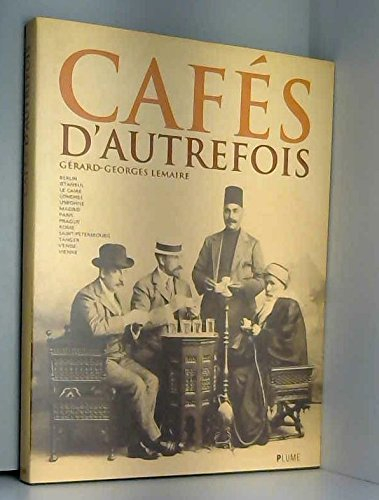 CAFÉS
D'AUTREFOIS
GÉRARD-GEORGES LEMAIRE
BERLIN
ISTANBUL
LE CAIRE
LONDRES
LISBONNE
MADRID
PARIS
PRAGUE
ROME
SAINT-PÉTERSBOURG
TANGER
VENISE
VIENNE
PLUME